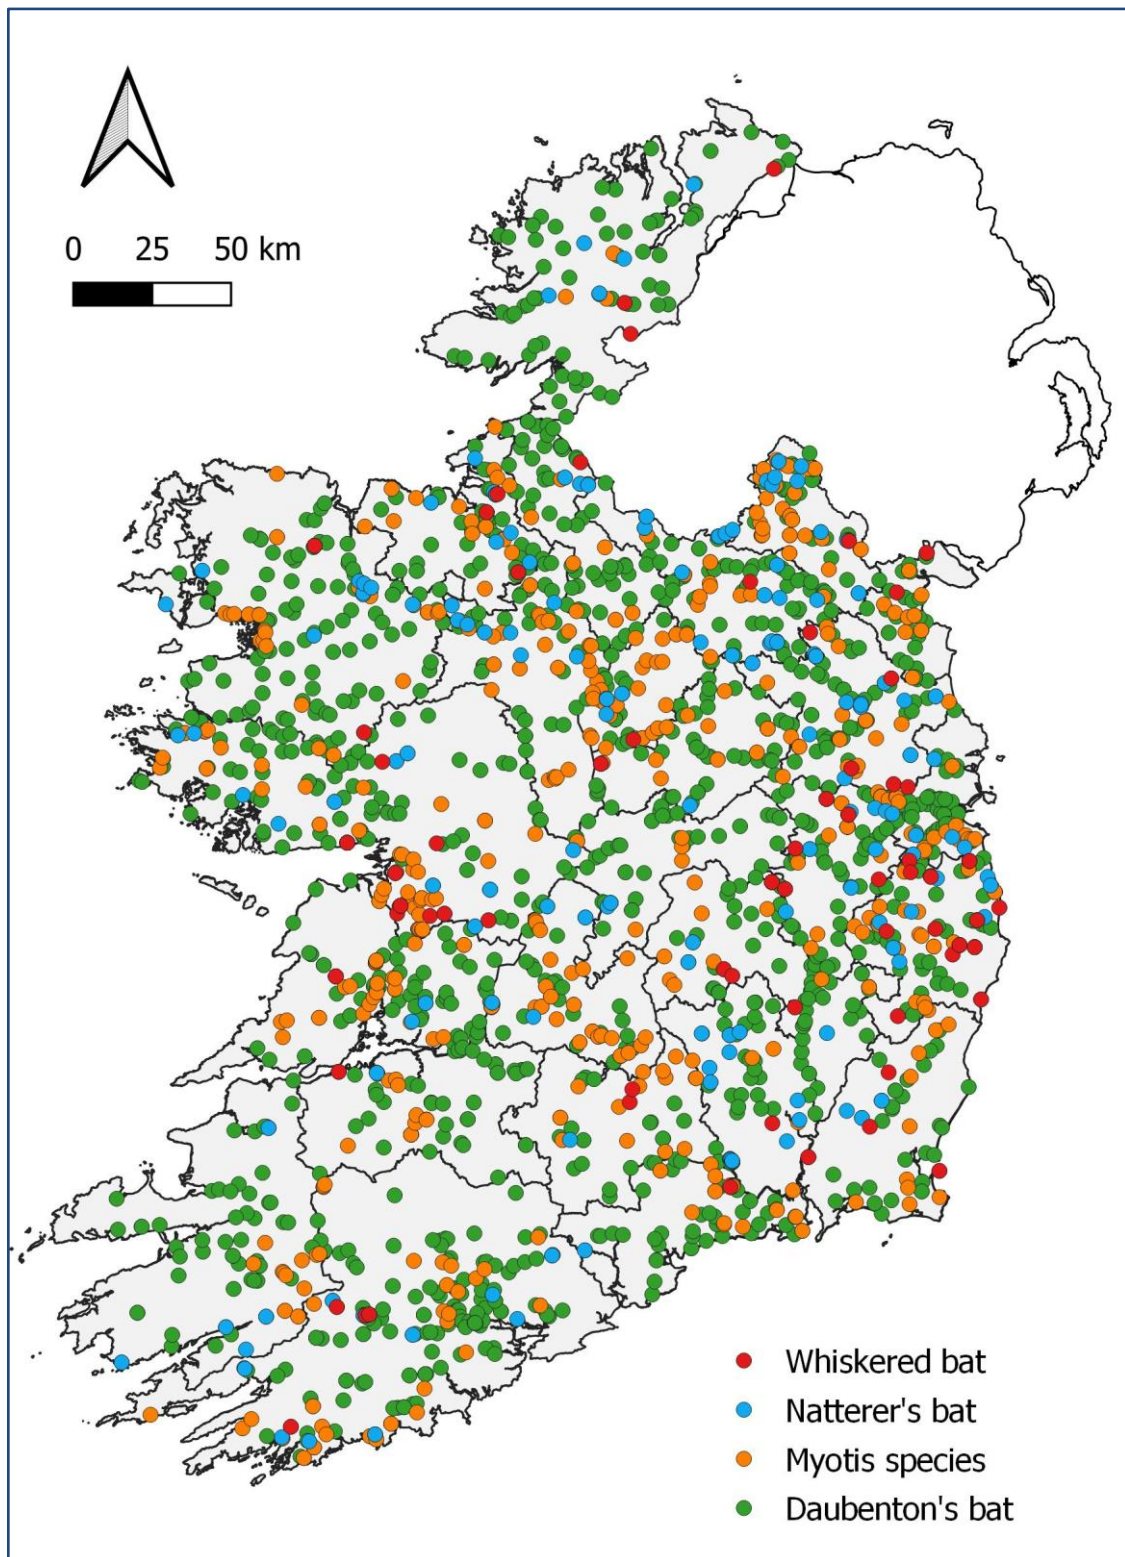 0 25 50 km
Whiskered bat
Natterer's bat
Myotis species
Daubenton's bat